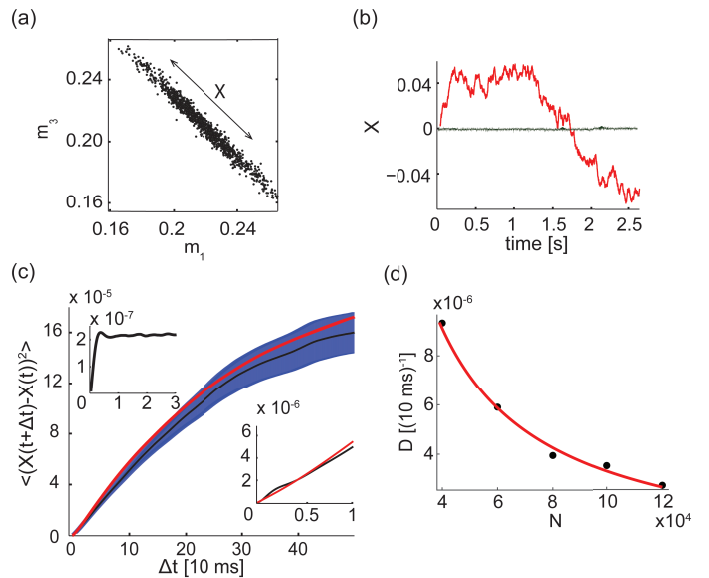 (a)
0.24
0.20
0.16
m3
0.16
0.2
0.24
m1
X
(b)
0.04
0
−0.04
X
0
0.5
1
1.5
2
2.5
time [s]
(c)
x 10-5
16
12
8
4
0
<(X(t+Δt)-X(t))2>
0
10
20
30
40
Δt [10 ms]
x 10-7
2
1
1
0
1
2
3
x 10-6
6
4
2
0
0.5
1
(d)
x10-6
8
6
4
D [(10 ms)-1]
4
6
8
10
12
N
x104